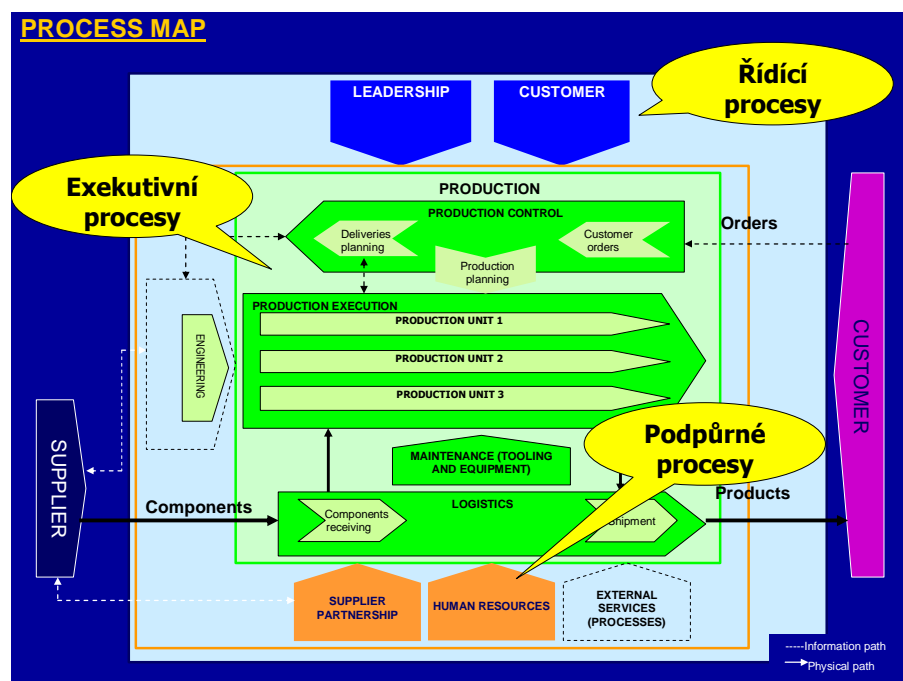 PROCESS MAP
LEADERSHIP
CUSTOMER
Řídící
procesy
Exekutivní
procesy
PRODUCTION
PRODUCTION CONTROL
Deliveries
planning
Customer
orders
Orders
Production
planning
PRODUCTION EXECUTION
PRODUCTION UNIT 1
PRODUCTION UNIT 2
PRODUCTION UNIT 3
ENGINEERING
CUSTOMER
SUPPLIER
MAINTENANCE (TOOLING
AND EQUIPMENT)
Podpůrné
procesy
Components
LOGISTICS
Products
Components
receiving
Shipment
SUPPLIER
PARTNERSHIP
HUMAN RESOURCES
EXTERNAL
SERVICES
(PROCESSES)
-----Information path
Physical path